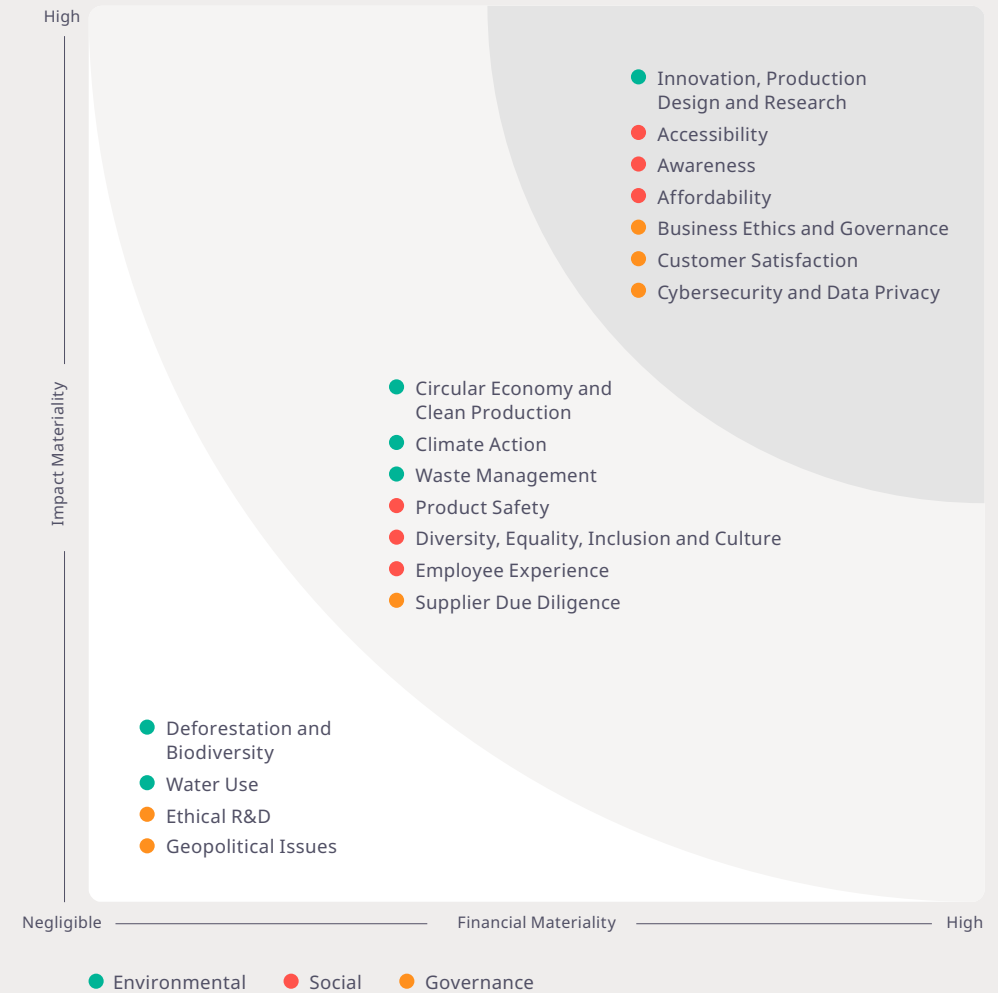 High
Innovation, Production
Design and Research
Accessibility
Awareness
Affordability
Business Ethics and Governance
Customer Satisfaction
Cybersecurity and Data Privacy
Impact Materiality
Circular Economy and
Clean Production
Climate Action
Waste Management
Product Safety
Diversity, Equality, Inclusion and Culture
Employee Experience
Supplier Due Diligence
Deforestation and
Biodiversity
Water Use
Ethical R&D
Geopolitical Issues
Negligible Financial Materiality High
Environmental Social Governance